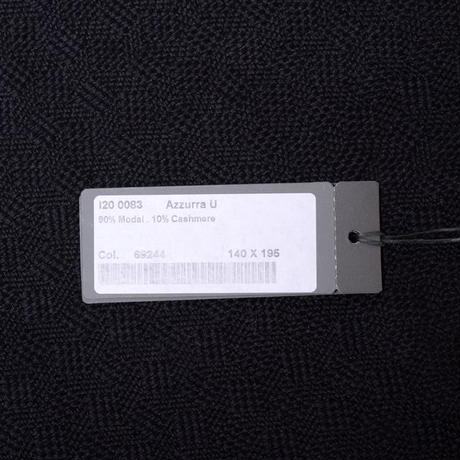 I20 0083 Azzurra U
90% Modal . 10% Cashmere
Col. 69244 140 X 195